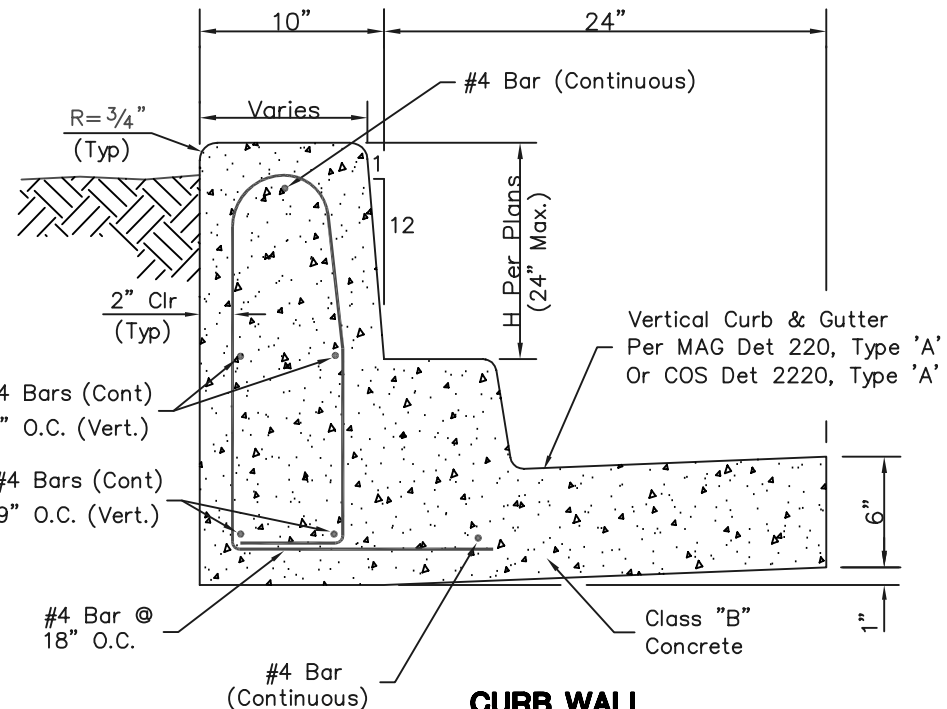 10" 24"
#4 Bar (Continuous)
Varies
R=3/4"
(Typ)
1
12
H Per Plans
(24" Max.)
2" Clr
(Typ)
Vertical Curb & Gutter
Per MAG Det 220, Type 'A'
Or COS Det 2220, Type 'A'
4 Bars (Cont)
" O.C. (Vert.)
#4 Bars (Cont)
9" O.C. (Vert.)
6"
#4 Bar @
18" O.C.
Class "B"
Concrete
1"
#4 Bar
(Continuous)
CURB WALL